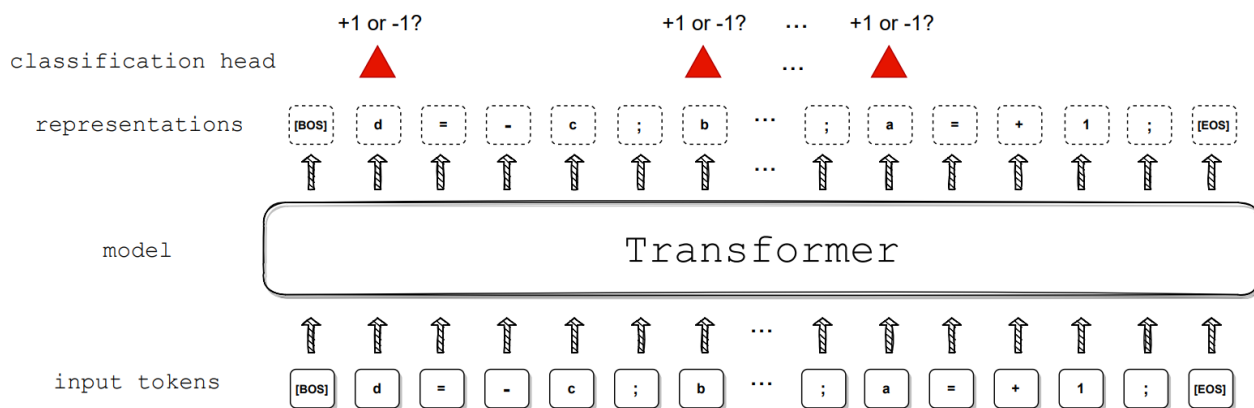 +1 or -1? +1 or -1? ... +1 or -1?
classification head ...
representations [BOS] d = - c ; b ... ; a = + 1 ; [EOS]
...
model Transformer
...
input tokens [BOS] d = - c ; b ... ; a = + 1 ; [EOS]